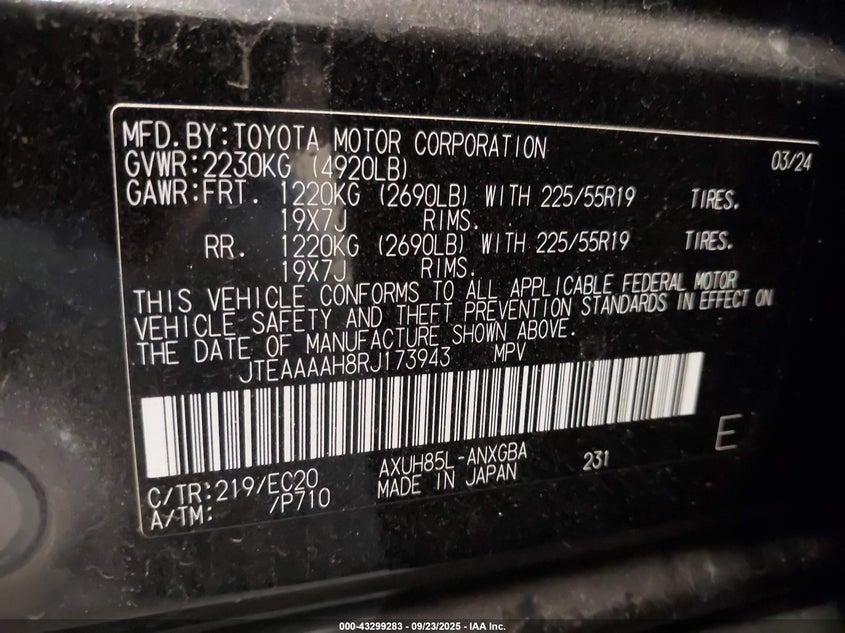 MFD.BY:TOYOTA MOTOR CORPORATION 03/24
GVWR:2230KG (4920LB)
GAWR:FRT. 1220KG (2690LB) WITH 225/55R19 TIRES.
19X7J RIMS.
RR. 1220KG (2690LB) WITH 225/55R19 TIRES.
19X7J RIMS.
THIS VEHICLE CONFORMS TO ALL APPLICABLE FEDERAL MOTOR
VEHICLE SAFETY AND THEFT PREVENTION STANDARDS IN EFFECT ON
THE DATE OF MANUFACTURE SHOWN ABOVE.
JTEAAAAH8RJ173943 MPV
E
C/TR:219/EC20 AXUH85L-ANXGBA 231
A/TM: /P710 MADE IN JAPAN
000-43299283 - 09/23/2025 - IAA Inc.